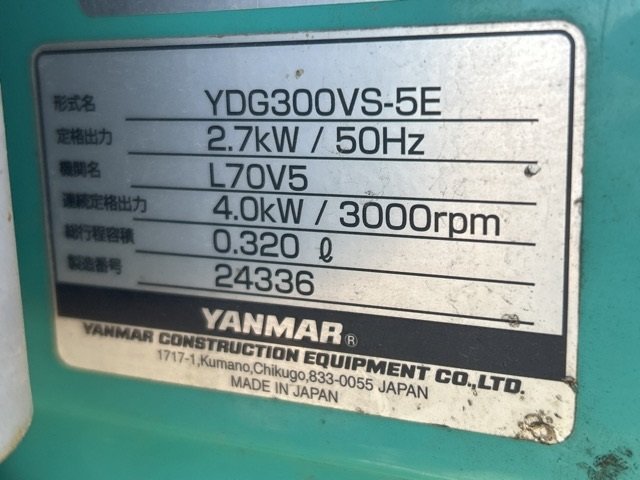 形式名 YDG300VS-5E
定格出力 2.7kW / 50Hz
機関名 L70V5
連続定格出力 4.0kW / 3000rpm
総行程容積 0.320 ℓ
製造番号 24336
YANMAR®
YANMAR CONSTRUCTION EQUIPMENT CO.,LTD.
1717-1,Kumano,Chikugo,833-0055 JAPAN
MADE IN JAPAN